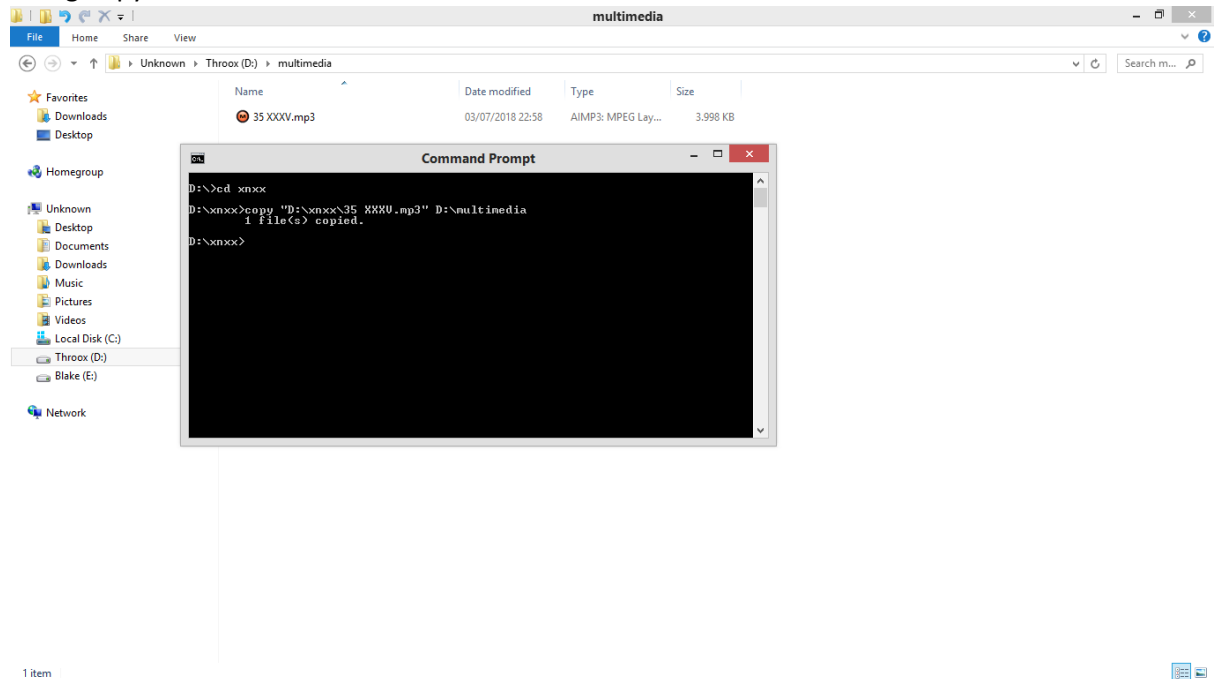 multimedia
File Home Share View
Unknown Throox (D:) multimedia Search m...
Name Date modified Type Size
35 XXXV.mp3 03/07/2018 22:58 AIMP3: MPEG Lay... 3.998 KB
Favorites
Downloads
Desktop
Homegroup
Unknown
Desktop
Documents
Downloads
Music
Pictures
Videos
Local Disk (C:)
Throox (D:)
Blake (E:)
Network
Command Prompt
D:\>cd xnxx
D:\xnxx>copy "D:\xnxx\35 XXXV.mp3" D:\multimedia
1 file(s) copied.
D:\xnxx>
1 item